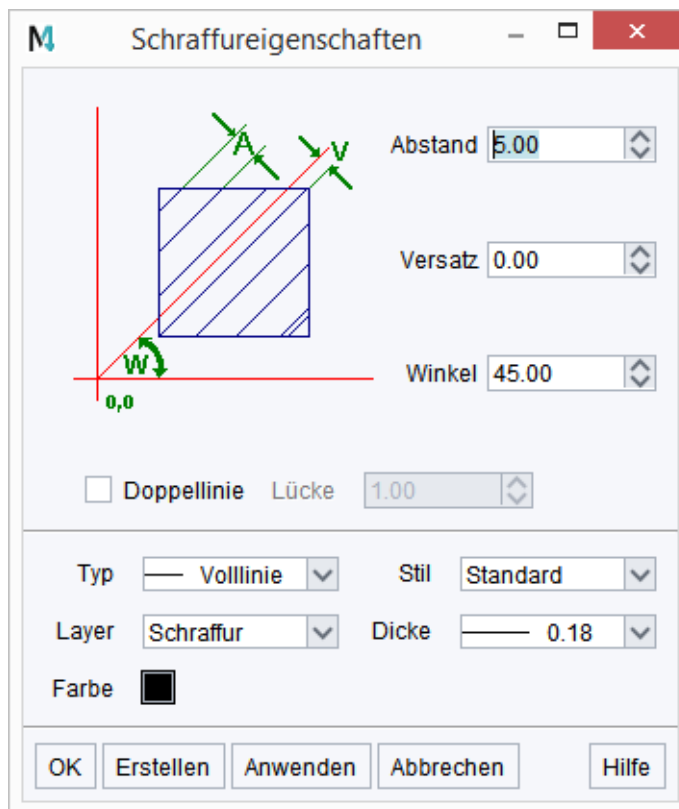 M4 Schraffureigenschaften
A V
W
0,0
Abstand 5.00
Versatz 0.00
Winkel 45.00
Doppellinie Lücke 1.00
Typ Volllinie Stil Standard
Layer Schraffur Dicke 0.18
Farbe
OK Erstellen Anwenden Abbrechen Hilfe